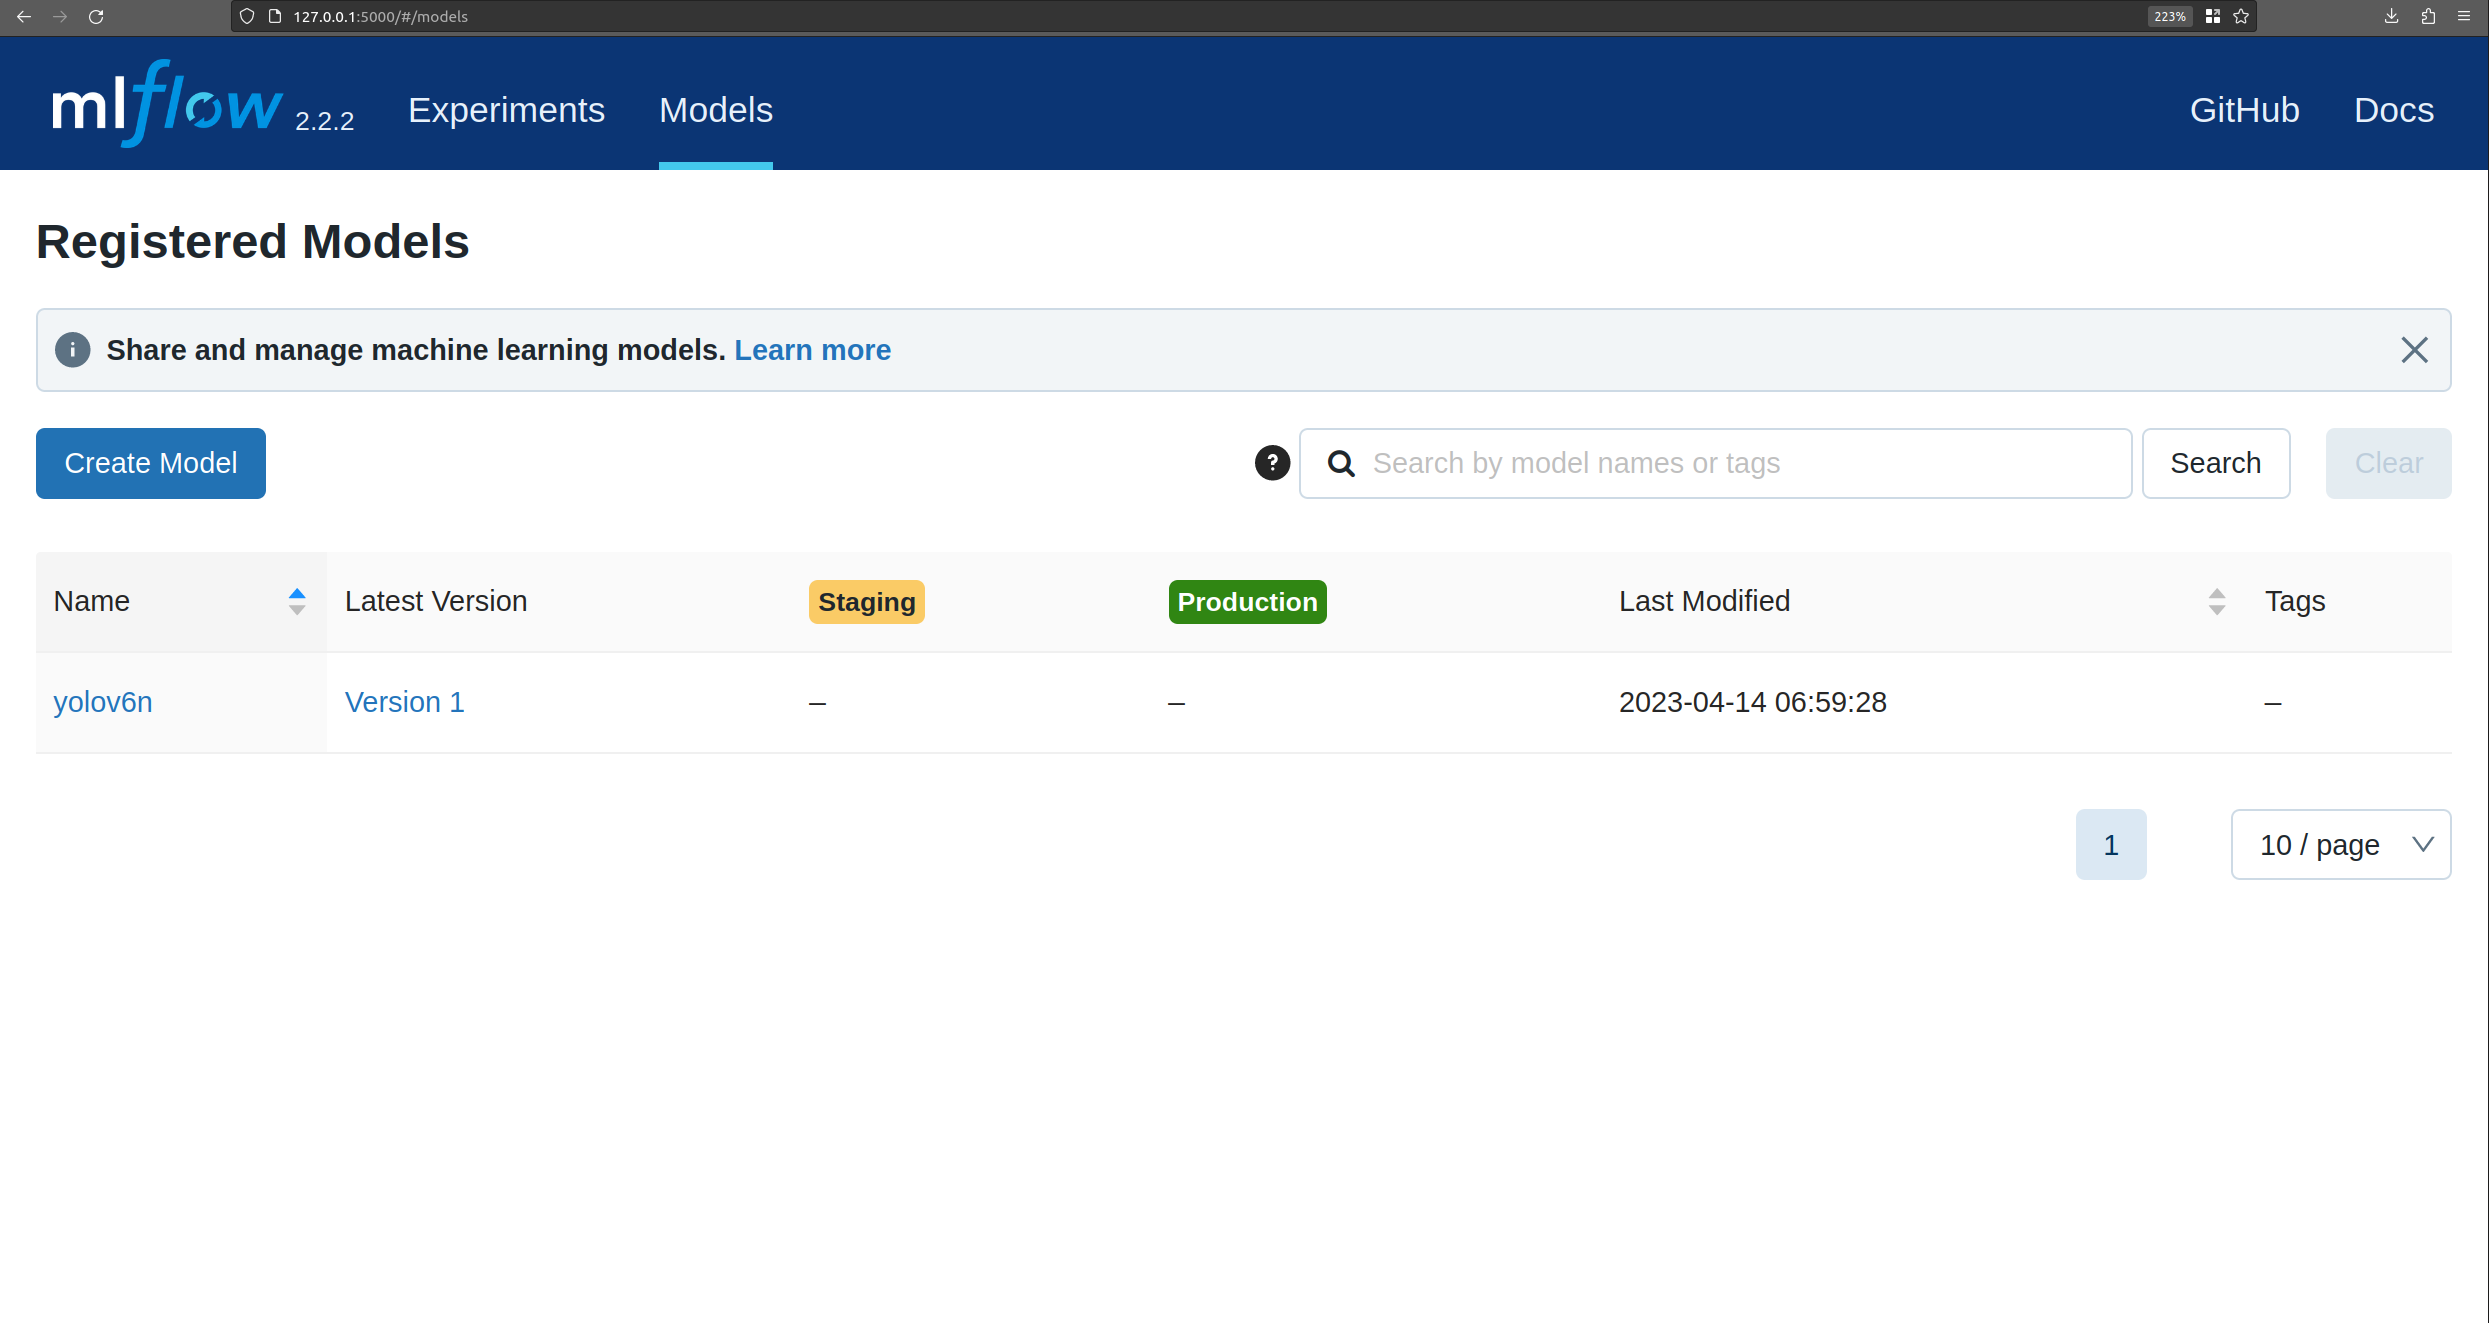 127.0.0.1:5000/#/models 223%
mlflow 2.2.2 Experiments Models GitHub Docs
Registered Models
Share and manage machine learning models. Learn more
Create Model Search by model names or tags Search Clear
Name Latest Version Staging Production Last Modified Tags
yolov6n Version 1 – – 2023-04-14 06:59:28 –
1 10 / page